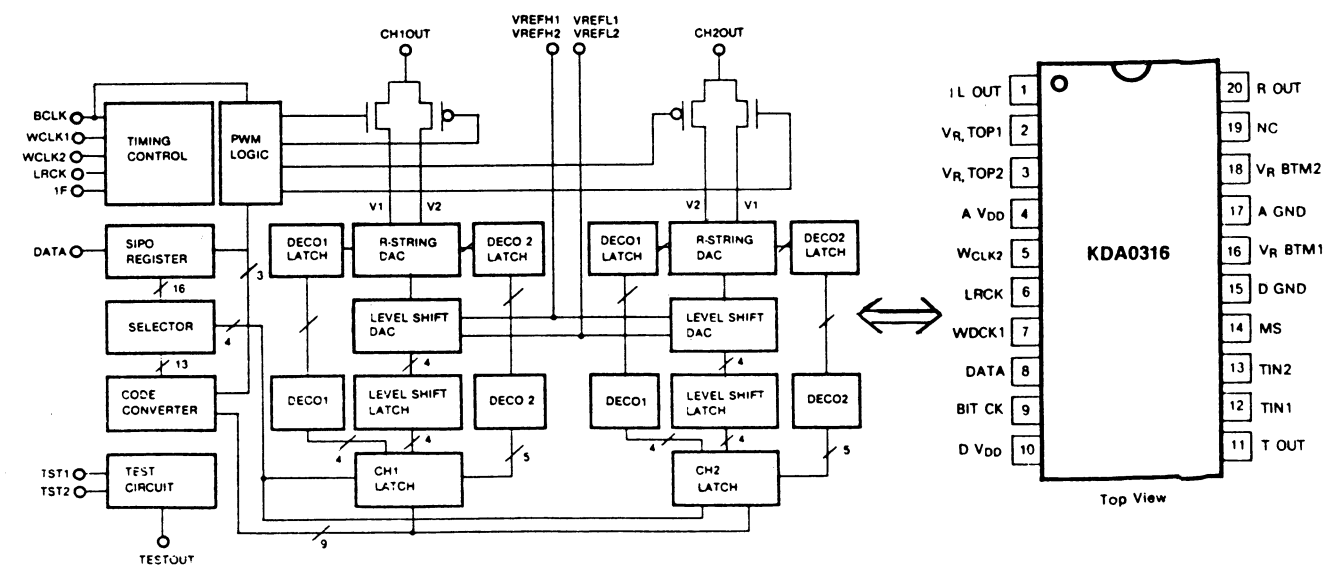 CH1OUT
VREFH1
VREFH2
VREFL1
VREFL2
CH2OUT
BCLK
WCLK1
WCLK2
LRCK
1F
TIMING
CONTROL
PWM
LOGIC
V1
V2
V2
V1
DATA
SIPO
REGISTER
3
DECO1
LATCH
R-STRING
DAC
DECO 2
LATCH
DECO1
LATCH
R-STRING
DAC
DECO2
LATCH
16
SELECTOR
4
LEVEL SHIFT
DAC
LEVEL SHIFT
DAC
13
4
4
CODE
CONVERTER
DECO1
LEVEL SHIFT
LATCH
DECO 2
DECO1
LEVEL SHIFT
LATCH
DECO2
4
4
5
4
4
5
TST1
TST2
TEST
CIRCUIT
CH1
LATCH
CH2
LATCH
9
TESTOUT
KDA0316
IL OUT 1
VR, TOP1 2
VR, TOP2 3
A VDD 4
WCLK2 5
LRCK 6
WDCK1 7
DATA 8
BIT CK 9
D VDD 10
20 R OUT
19 NC
18 VR BTM2
17 A GND
16 VR BTM1
15 D GND
14 MS
13 TIN2
12 TIN1
11 T OUT
Top View